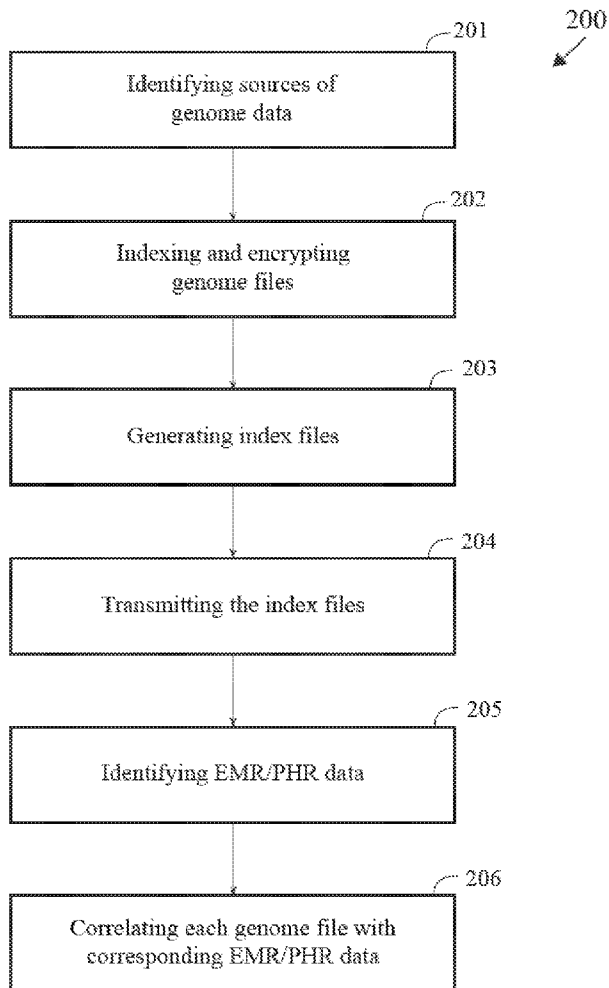 200
201
Identifying sources of
genome data
202
Indexing and encrypting
genome files
203
Generating index files
204
Transmitting the index files
205
Identifying EMR/PHR data
206
Correlating each genome file with
corresponding EMR/PHR data